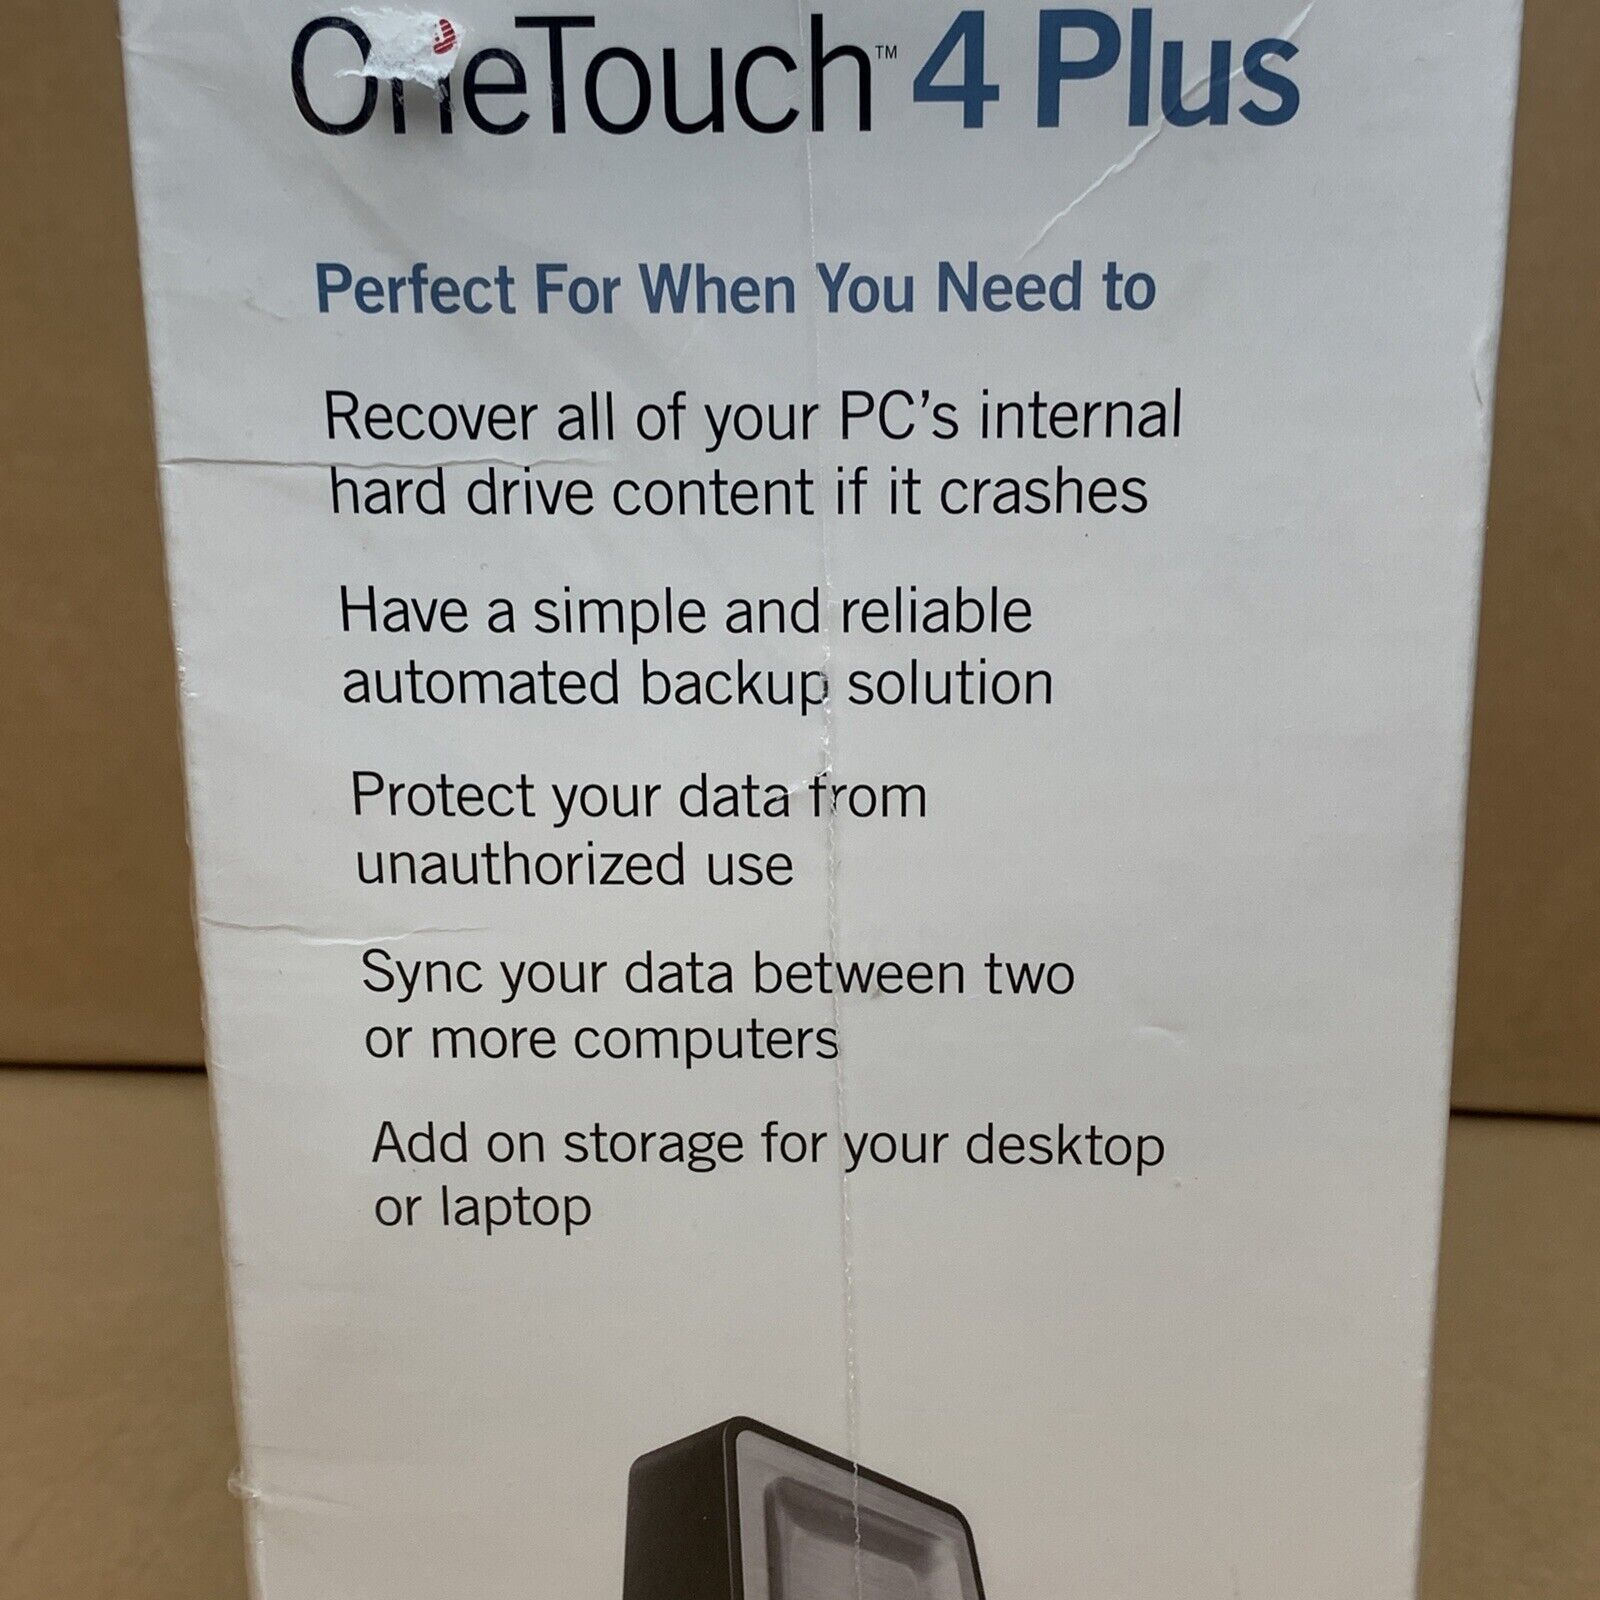 OneTouch™ 4 Plus
Perfect For When You Need to
Recover all of your PC’s internal
hard drive content if it crashes
Have a simple and reliable
automated backup solution
Protect your data from
unauthorized use
Sync your data between two
or more computers
Add on storage for your desktop
or laptop